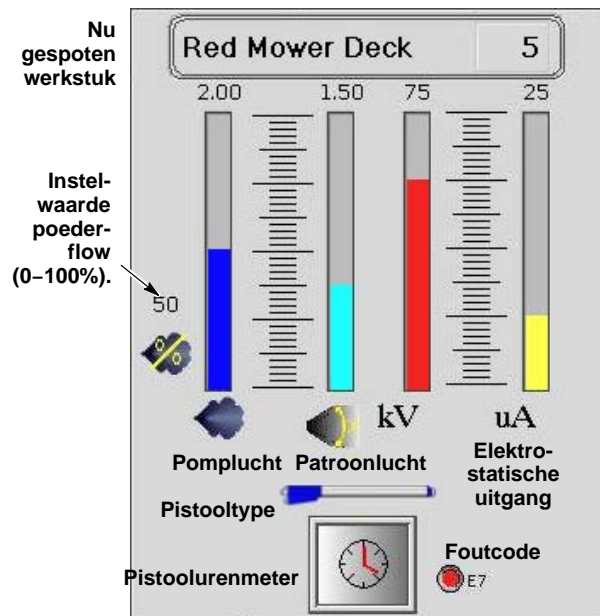 Nu
gespoten
werkstuk
Red Mower Deck 5
2.00 1.50 75 25
Instel-
waarde
poeder-
flow
(0–100%).
50
%
kV uA
Pomplucht Patroonlucht
Elektro-
statische
uitgang
Pistooltype
Pistoolurenmeter
Foutcode
E7